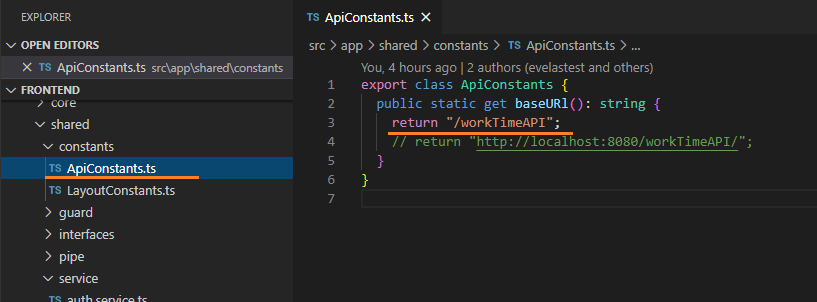 EXPLORER
OPEN EDITORS
TS ApiConstants.ts src\app\shared\constants
FRONTEND
core
shared
constants
TS ApiConstants.ts
TS LayoutConstants.ts
guard
interfaces
pipe
service
TS auth.service.ts
TS ApiConstants.ts
src > app > shared > constants > TS ApiConstants.ts > ...
You, 4 hours ago | 2 authors (evelastest and others)
1 export class ApiConstants {
2 public static get baseURl(): string {
3 return "/workTimeAPI";
4 // return "http://localhost:8080/workTimeAPI/";
5 }
6 }
7